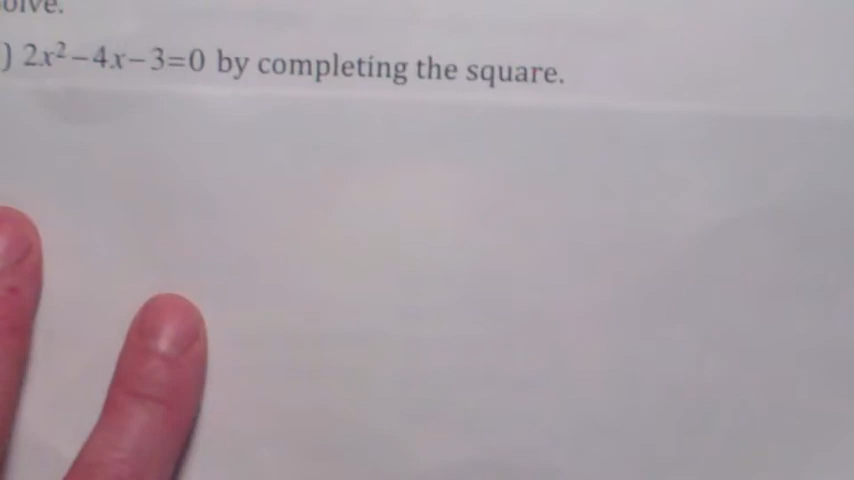 ) 2x²−4x−3=0 by completing the square.